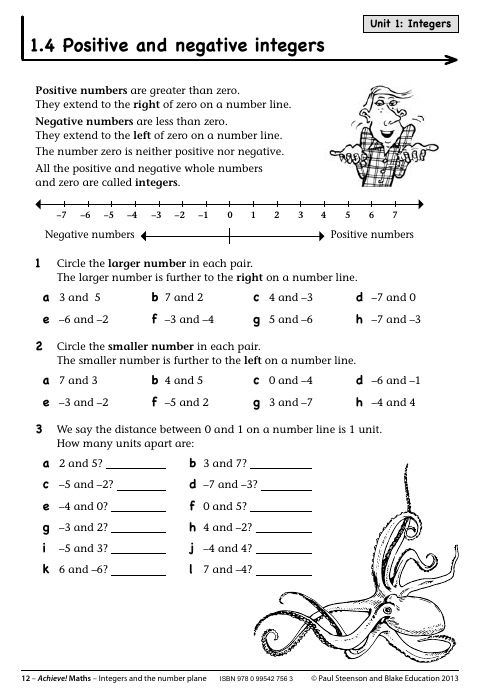 Unit 1: Integers
1.4 Positive and negative integers
Positive numbers are greater than zero.
They extend to the right of zero on a number line.
Negative numbers are less than zero.
They extend to the left of zero on a number line.
The number zero is neither positive nor negative.
All the positive and negative whole numbers
and zero are called integers.
–7 –6 –5 –4 –3 –2 –1 0 1 2 3 4 5 6 7
Negative numbers Positive numbers
1 Circle the larger number in each pair.
The larger number is further to the right on a number line.
a 3 and 5 b 7 and 2 c 4 and –3 d –7 and 0
e –6 and –2 f –3 and –4 g 5 and –6 h –7 and –3
2 Circle the smaller number in each pair.
The smaller number is further to the left on a number line.
a 7 and 3 b 4 and 5 c 0 and –4 d –6 and –1
e –3 and –2 f –5 and 2 g 3 and –7 h –4 and 4
3 We say the distance between 0 and 1 on a number line is 1 unit.
How many units apart are:
a 2 and 5? b 3 and 7?
c –5 and –2? d –7 and –3?
e –4 and 0? f 0 and 5?
g –3 and 2? h 4 and –2?
i –5 and 3? j –4 and 4?
k 6 and –6? l 7 and –4?
12 – Achieve! Maths – Integers and the number plane ISBN 978 0 99542 756 3 © Paul Steenson and Blake Education 2013